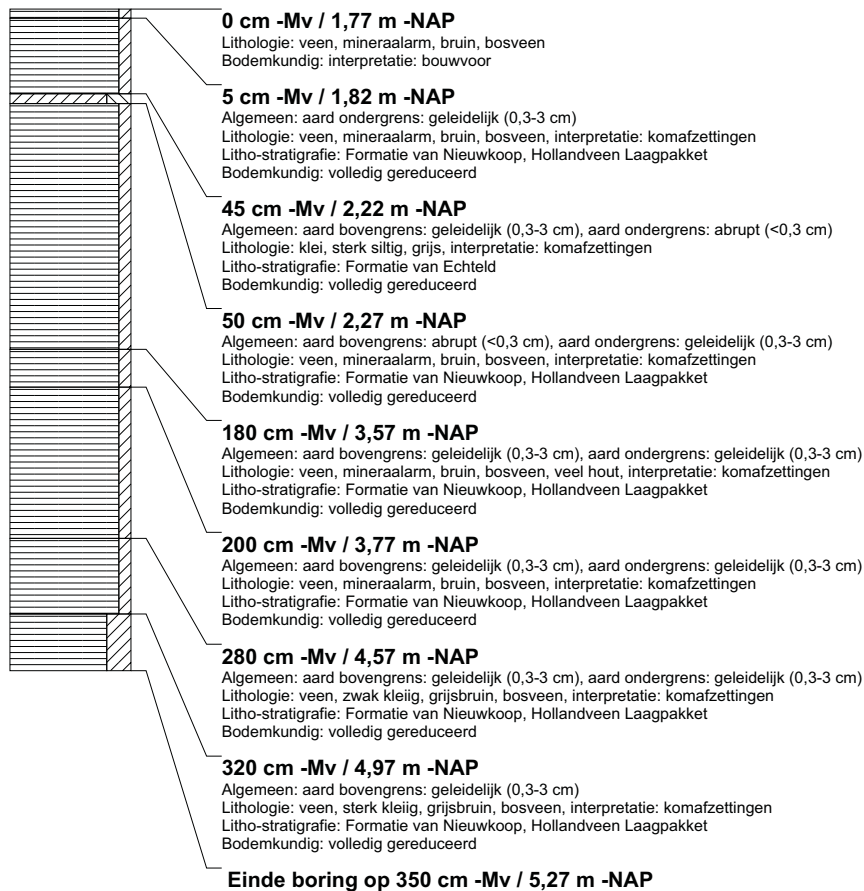 0 cm -Mv / 1,77 m -NAP
Lithologie: veen, mineraalarm, bruin, bosveen
Bodemkundig: interpretatie: bouwvoor
5 cm -Mv / 1,82 m -NAP
Algemeen: aard ondergrens: geleidelijk (0,3-3 cm)
Lithologie: veen, mineraalarm, bruin, bosveen, interpretatie: komafzettingen
Litho-stratigrafie: Formatie van Nieuwkoop, Hollandveen Laagpakket
Bodemkundig: volledig gereduceerd
45 cm -Mv / 2,22 m -NAP
Algemeen: aard bovengrens: geleidelijk (0,3-3 cm), aard ondergrens: abrupt (<0,3 cm)
Lithologie: klei, sterk siltig, grijs, interpretatie: komafzettingen
Litho-stratigrafie: Formatie van Echteld
Bodemkundig: volledig gereduceerd
50 cm -Mv / 2,27 m -NAP
Algemeen: aard bovengrens: abrupt (<0,3 cm), aard ondergrens: geleidelijk (0,3-3 cm)
Lithologie: veen, mineraalarm, bruin, bosveen, interpretatie: komafzettingen
Litho-stratigrafie: Formatie van Nieuwkoop, Hollandveen Laagpakket
Bodemkundig: volledig gereduceerd
180 cm -Mv / 3,57 m -NAP
Algemeen: aard bovengrens: geleidelijk (0,3-3 cm), aard ondergrens: geleidelijk (0,3-3 cm)
Lithologie: veen, mineraalarm, bruin, bosveen, veel hout, interpretatie: komafzettingen
Litho-stratigrafie: Formatie van Nieuwkoop, Hollandveen Laagpakket
Bodemkundig: volledig gereduceerd
200 cm -Mv / 3,77 m -NAP
Algemeen: aard bovengrens: geleidelijk (0,3-3 cm), aard ondergrens: geleidelijk (0,3-3 cm)
Lithologie: veen, mineraalarm, bruin, bosveen, interpretatie: komafzettingen
Litho-stratigrafie: Formatie van Nieuwkoop, Hollandveen Laagpakket
Bodemkundig: volledig gereduceerd
280 cm -Mv / 4,57 m -NAP
Algemeen: aard bovengrens: geleidelijk (0,3-3 cm), aard ondergrens: geleidelijk (0,3-3 cm)
Lithologie: veen, zwak kleiig, grijsbruin, bosveen, interpretatie: komafzettingen
Litho-stratigrafie: Formatie van Nieuwkoop, Hollandveen Laagpakket
Bodemkundig: volledig gereduceerd
320 cm -Mv / 4,97 m -NAP
Algemeen: aard bovengrens: geleidelijk (0,3-3 cm)
Lithologie: veen, sterk kleiig, grijsbruin, bosveen, interpretatie: komafzettingen
Litho-stratigrafie: Formatie van Nieuwkoop, Hollandveen Laagpakket
Bodemkundig: volledig gereduceerd
Einde boring op 350 cm -Mv / 5,27 m -NAP